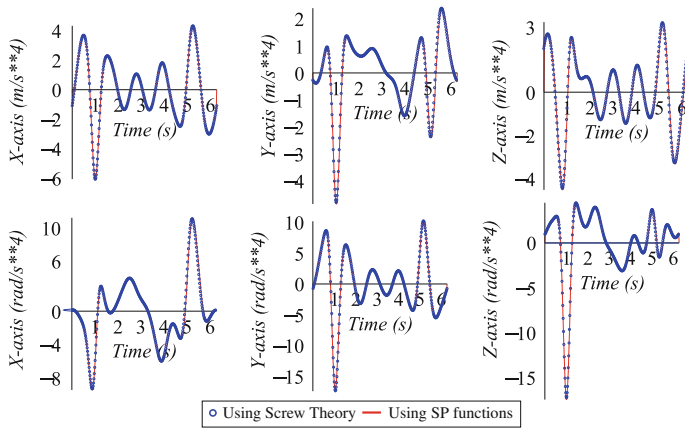 X-axis (m/s**4)
4
2
0
−2
−4
−6
1 2 3 4 5 6
Time (s)
Y-axis (m/s**4)
2
1
0
−1
−2
−3
−4
1 2 3 4 5 6
Time (s)
Z-axis (m/s**4)
3
0
−2
−4
1 2 3 4 5 6
Time (s)
X-axis (rad/s**4)
10
6
0
−4
−8
1 2 3 4 5 6
Time (s)
Y-axis (rad/s**4)
10
5
0
−5
−10
−15
1 2 3 4 5 6
Time (s)
Z-axis (rad/s**4)
0
−5
−10
−15
1 2 3 4 5 6
Time (s)
Using Screw Theory Using SP functions